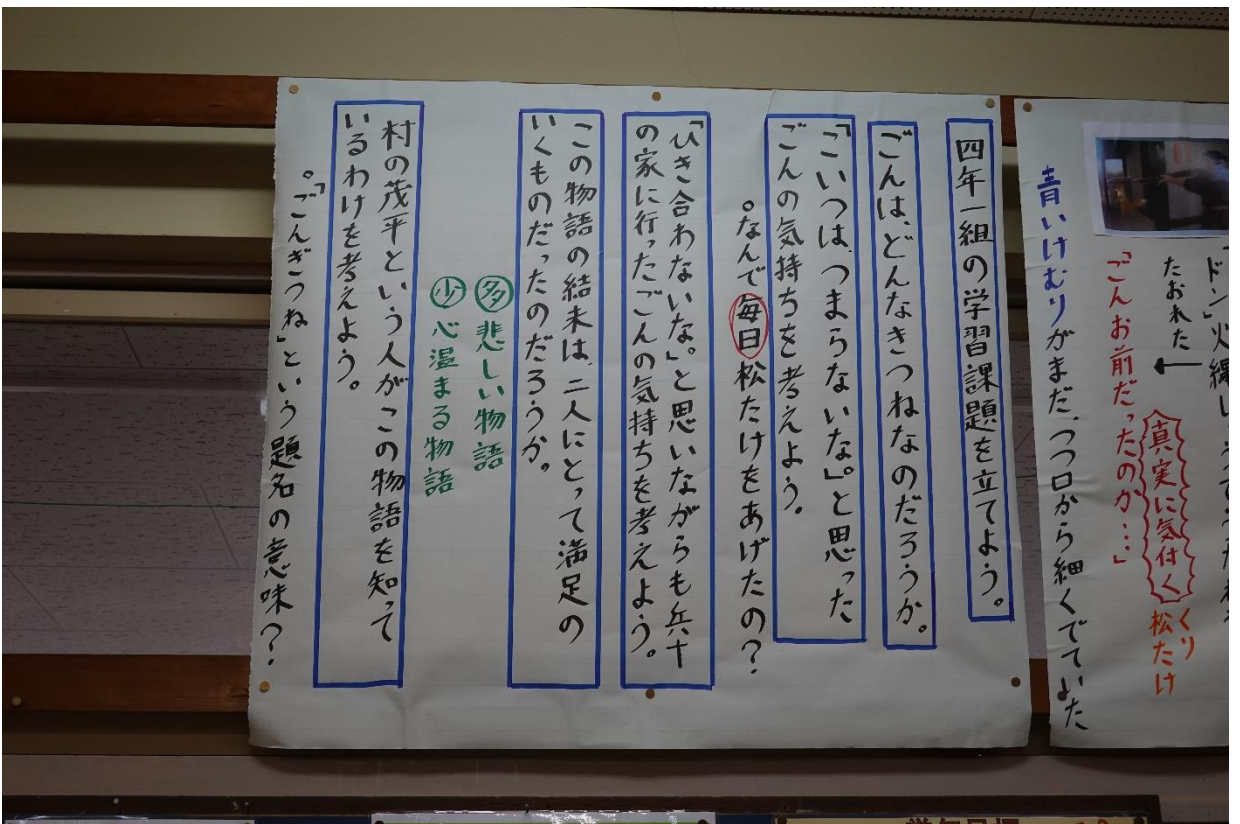 たおれた
「ごんお前だったのか…」
真実に気付く
くり
松たけ
青いけむりがまだ、つつ口から細くでていた
四年一組の学習課題を立てよう。
ごんは、どんなきつねなのだろうか。
「こいつは、つまらないな。」と思った
ごんの気持ちを考えよう。
。なんで毎日松たけをあげたの？
「ひき合わないな。」と思いながらも兵十
の家に行ったごんの気持ちを考えよう。
この物語の結末は、二人にとって満足の
いくものだったのだろうか。
多 悲しい物語
少 心温まる物語
村の茂平という人がこの物語を知って
いるわけを考えよう。
。「ごんぎつね」という題名の意味？